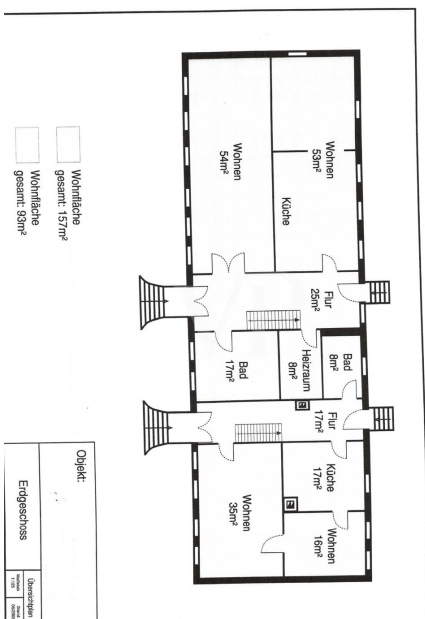 Wohnen
53m²
Wohnen
54m²
Küche
Flur
25m²
Bad
8m²
Heizraum
8m²
Bad
17m²
Flur
17m²
Küche
17m²
Wohnen
35m²
Wohnen
16m²
Wohnfläche
gesamt: 157m²
Wohnfläche
gesamt: 93m²
Objekt:
Erdgeschoss
Übersichtplan